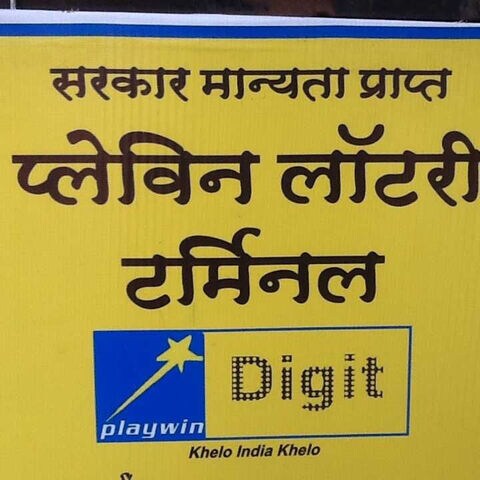 सरकार मान्यता प्राप्त
प्लेविन लॉटरी
टर्मिनल
playwin Digit
Khelo India Khelo